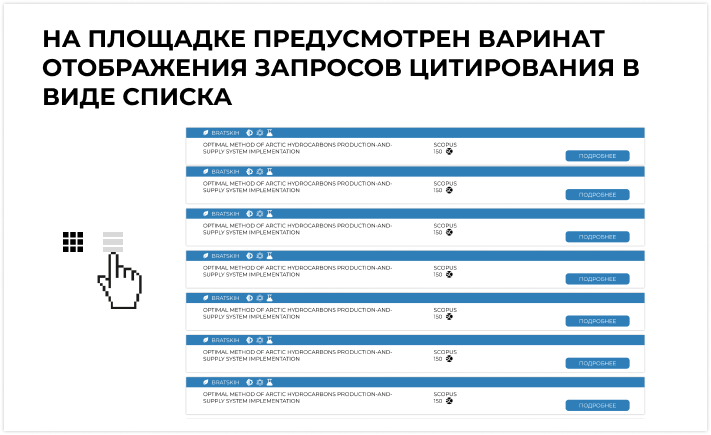 НА ПЛОЩАДКЕ ПРЕДУСМОТРЕН ВАРИНАТ
ОТОБРАЖЕНИЯ ЗАПРОСОВ ЦИТИРОВАНИЯ В
ВИДЕ СПИСКА
BRATSKIH
OPTIMAL METHOD OF ARCTIC HYDROCARBONS PRODUCTION-AND-
SUPPLY SYSTEM IMPLEMENTATION
SCOPUS
150
ПОДРОБНЕЕ
BRATSKIH
OPTIMAL METHOD OF ARCTIC HYDROCARBONS PRODUCTION-AND-
SUPPLY SYSTEM IMPLEMENTATION
SCOPUS
150
ПОДРОБНЕЕ
BRATSKIH
OPTIMAL METHOD OF ARCTIC HYDROCARBONS PRODUCTION-AND-
SUPPLY SYSTEM IMPLEMENTATION
SCOPUS
150
ПОДРОБНЕЕ
BRATSKIH
OPTIMAL METHOD OF ARCTIC HYDROCARBONS PRODUCTION-AND-
SUPPLY SYSTEM IMPLEMENTATION
SCOPUS
150
ПОДРОБНЕЕ
BRATSKIH
OPTIMAL METHOD OF ARCTIC HYDROCARBONS PRODUCTION-AND-
SUPPLY SYSTEM IMPLEMENTATION
SCOPUS
150
ПОДРОБНЕЕ
BRATSKIH
OPTIMAL METHOD OF ARCTIC HYDROCARBONS PRODUCTION-AND-
SUPPLY SYSTEM IMPLEMENTATION
SCOPUS
150
ПОДРОБНЕЕ
BRATSKIH
OPTIMAL METHOD OF ARCTIC HYDROCARBONS PRODUCTION-AND-
SUPPLY SYSTEM IMPLEMENTATION
SCOPUS
150
ПОДРОБНЕЕ